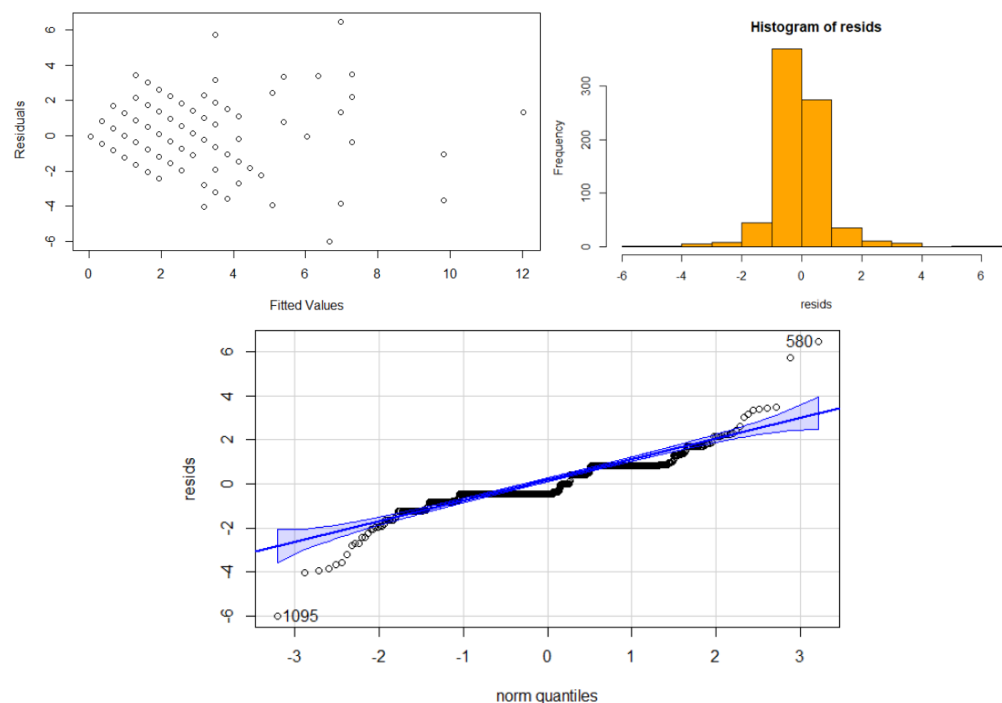 6
4
2
0
-2
-4
-6
Residuals
0 2 4 6 8 10 12
Fitted Values
Histogram of resids
300
200
100
0
Frequency
-6 -4 -2 0 2 4 6
resids
6
4
2
0
-2
-4
-6
resids
580
1095
-3 -2 -1 0 1 2 3
norm quantiles